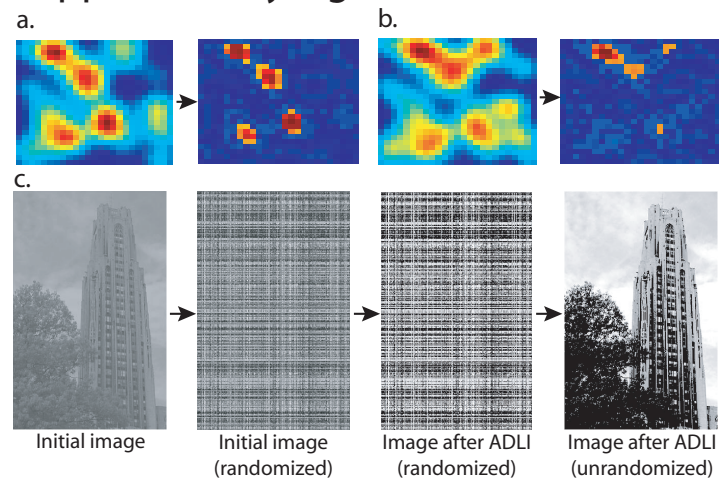 a.
b.
c.
Initial image
Initial image
(randomized)
Image after ADLI
(randomized)
Image after ADLI
(unrandomized)